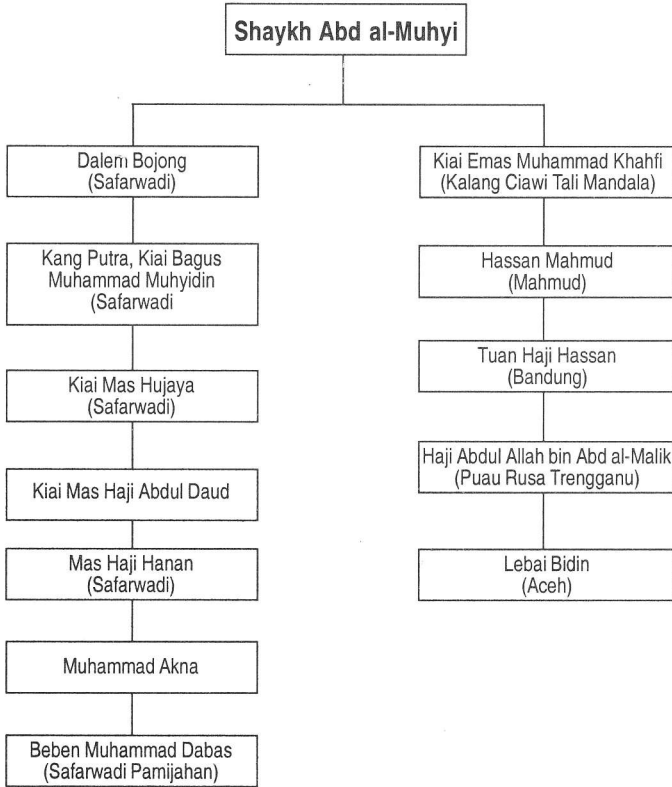 Shaykh Abd al-Muhyi
Dalem Bojong
(Safarwadi)
Kang Putra, Kiai Bagus
Muhammad Muhyidin
(Safarwadi
Kiai Mas Hujaya
(Safarwadi)
Kiai Mas Haji Abdul Daud
Mas Haji Hanan
(Safarwadi)
Muhammad Akna
Beben Muhammad Dabas
(Safarwadi Pamijahan)
Kiai Emas Muhammad Khahfi
(Kalang Ciawi Tali Mandala)
Hassan Mahmud
(Mahmud)
Tuan Haji Hassan
(Bandung)
Haji Abdul Allah bin Abd al-Malik
(Puau Rusa Trengganu)
Lebai Bidin
(Aceh)